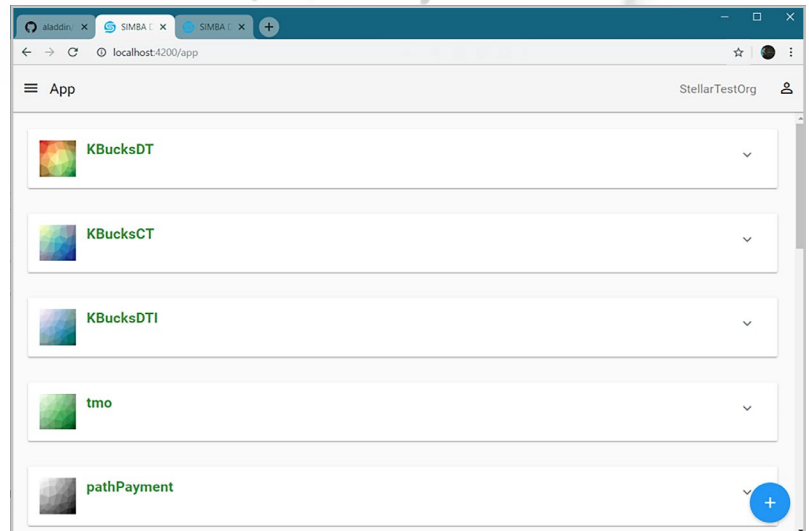 aladdin/
SIMBA D
SIMBA D
localhost:4200/app
App
StellarTestOrg
KBucksDT
KBucksCT
KBucksDTI
tmo
pathPayment